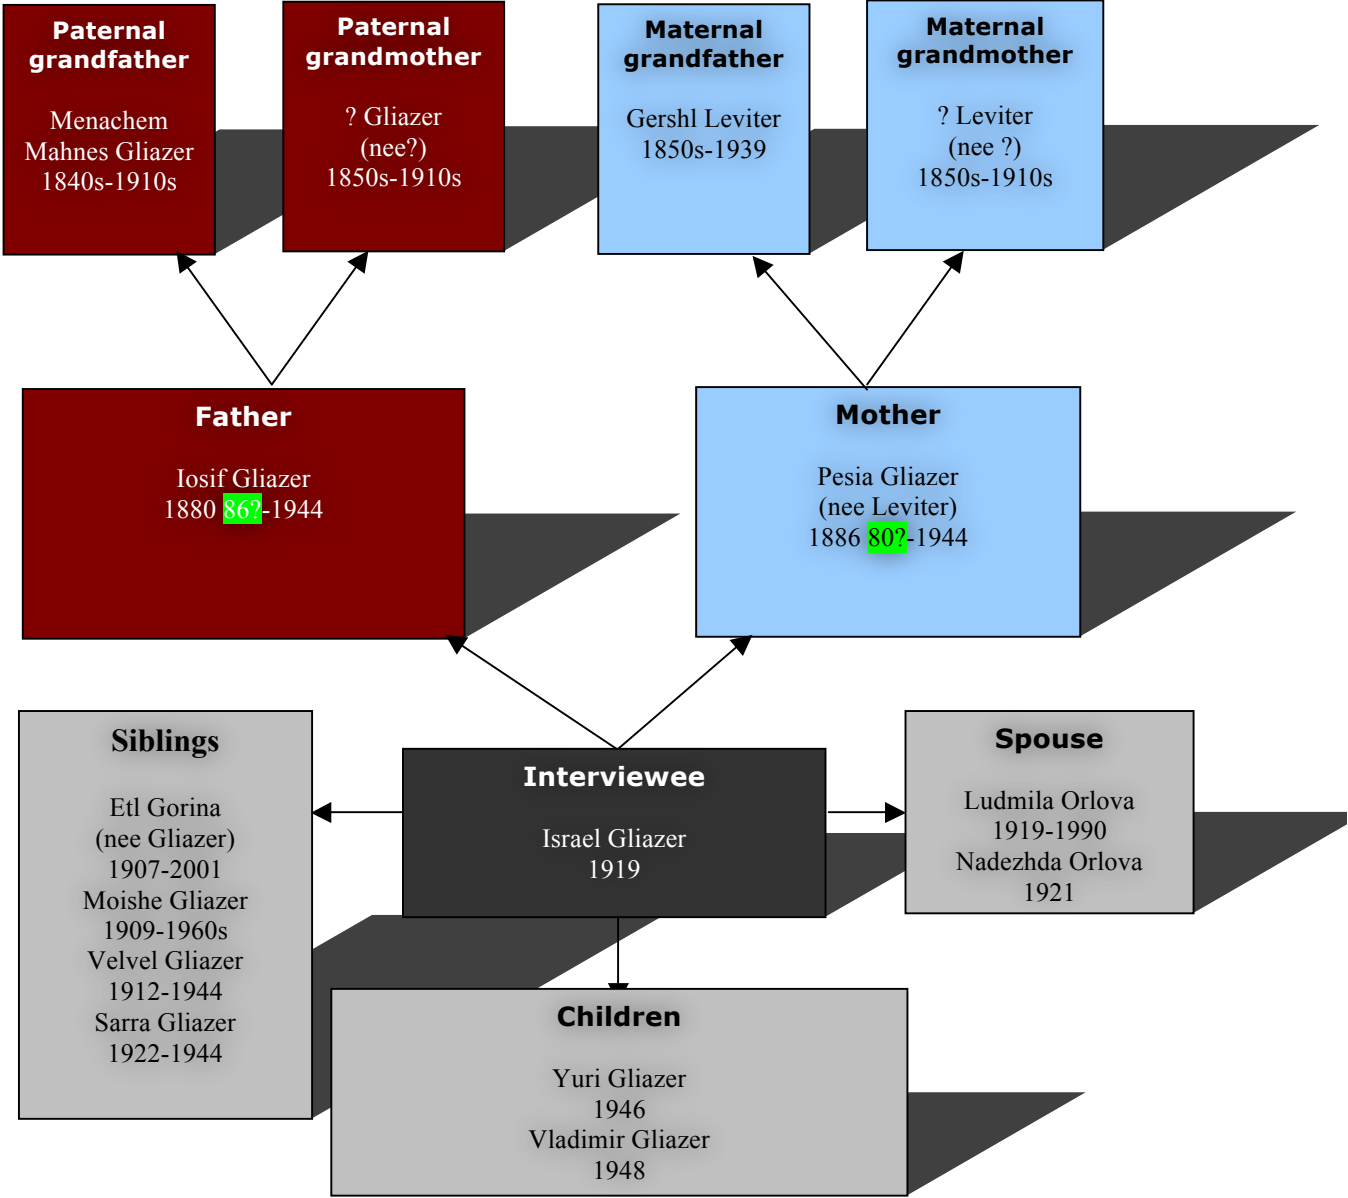 Paternal
grandfather
Menachem
Mahnes Gliazer
1840s-1910s
Paternal
grandmother
? Gliazer
(nee?)
1850s-1910s
Maternal
grandfather
Gershl Leviter
1850s-1939
Maternal
grandmother
? Leviter
(nee ?)
1850s-1910s
Father
Iosif Gliazer
1880 86?-1944
Mother
Pesia Gliazer
(nee Leviter)
1886 80?-1944
Siblings
Etl Gorina
(nee Gliazer)
1907-2001
Moishe Gliazer
1909-1960s
Velvel Gliazer
1912-1944
Sarra Gliazer
1922-1944
Interviewee
Israel Gliazer
1919
Spouse
Ludmila Orlova
1919-1990
Nadezhda Orlova
1921
Children
Yuri Gliazer
1946
Vladimir Gliazer
1948